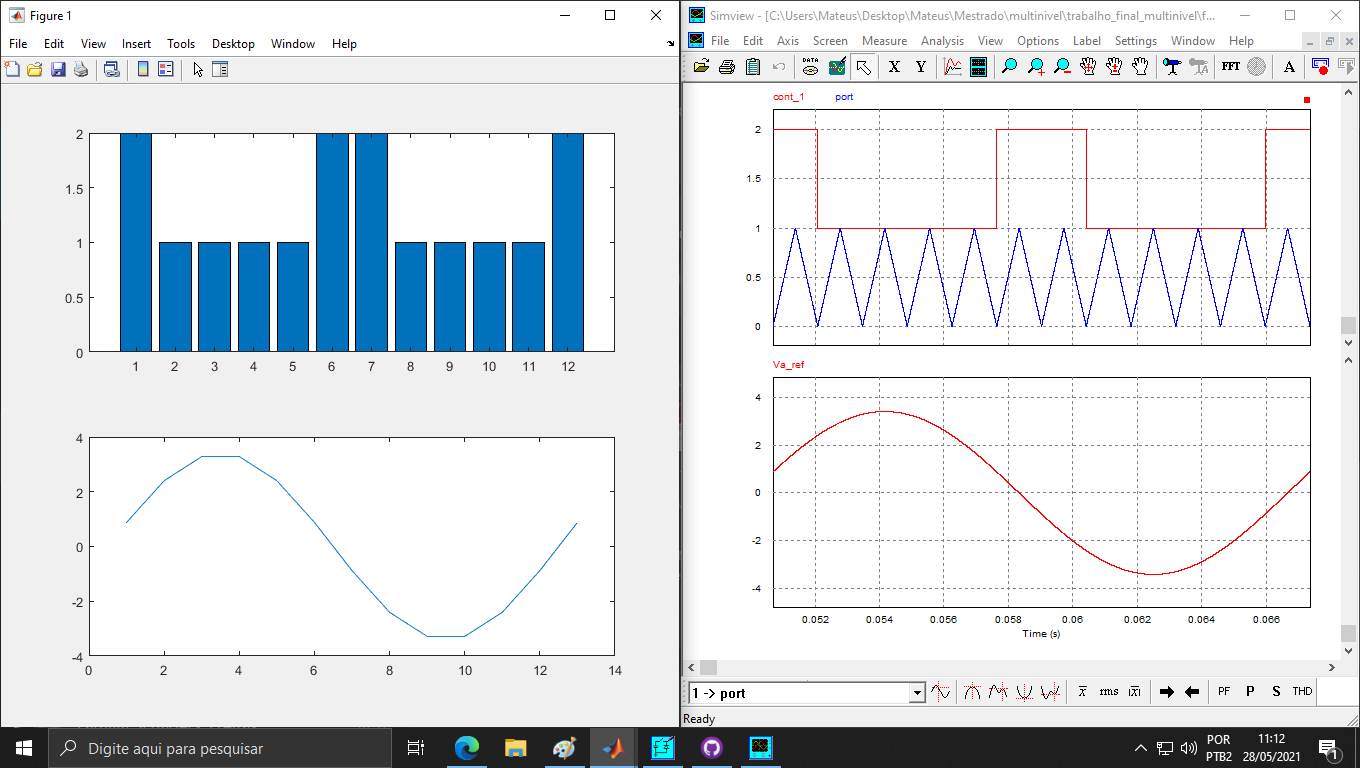 Figure 1
File Edit View Insert Tools Desktop Window Help
2
1.5
1
0.5
0
1 2 3 4 5 6 7 8 9 10 11 12
4
2
0
-2
-4
0 2 4 6 8 10 12 14
Simview - [C:\Users\Mateus\Desktop\Mateus\Mestrado\multinivel\trabalho_final_multinivel\f...
File Edit Axis Screen Measure Analysis View Options Label Settings Window Help
DATA X Y FFT A
cont_1 port
2
1.5
1
0.5
0
Va_ref
4
2
0
-2
-4
0.052 0.054 0.056 0.058 0.06 0.062 0.064 0.066
Time (s)
1 -> port x rms |x| PF P S THD
Ready
Digite aqui para pesquisar
POR
PTB2
11:12
28/05/2021
1